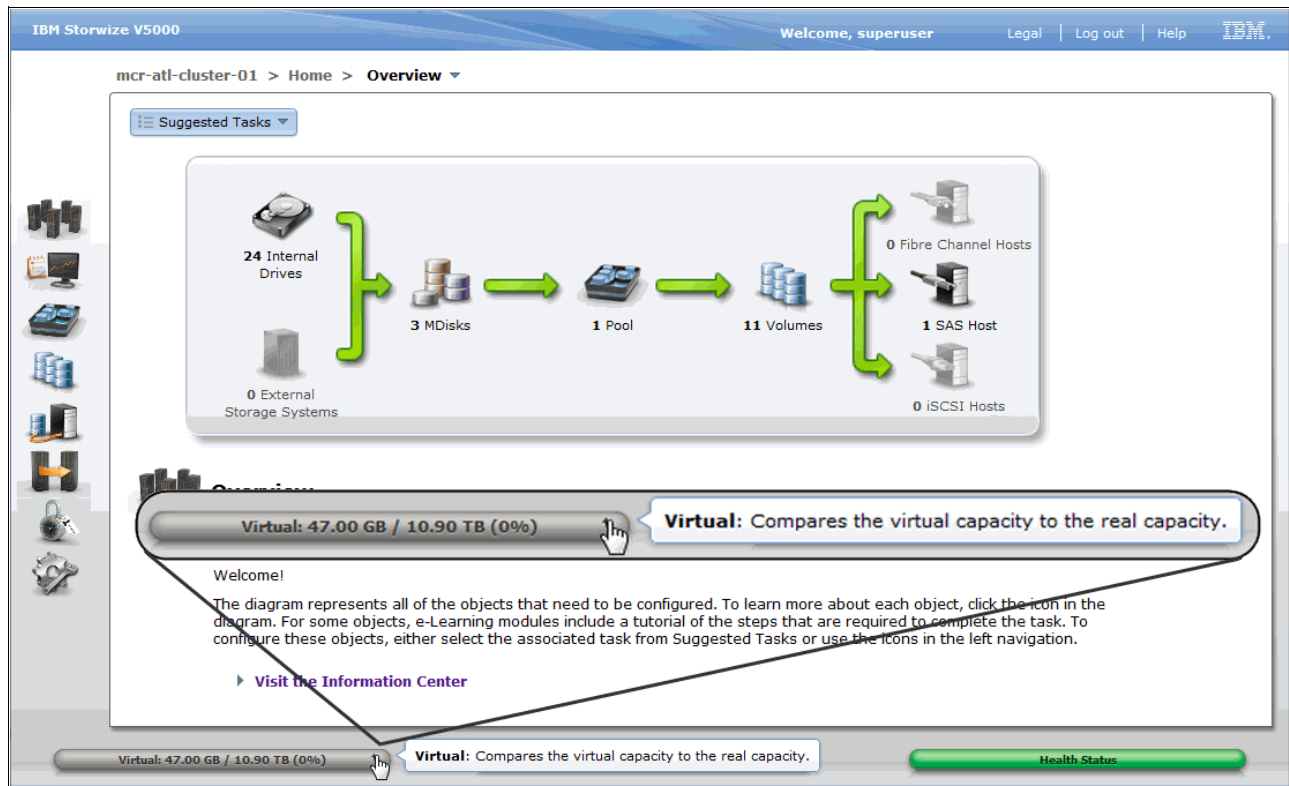 IBM Storwize V5000
Welcome, superuser
Legal | Log out | Help
IBM.
mcr-atl-cluster-01 > Home > Overview
Suggested Tasks
24 Internal
Drives
0 External
Storage Systems
3 MDisks
1 Pool
11 Volumes
0 Fibre Channel Hosts
1 SAS Host
0 iSCSI Hosts
Overview
Virtual: 47.00 GB / 10.90 TB (0%)
Virtual: Compares the virtual capacity to the real capacity.
Welcome!
The diagram represents all of the objects that need to be configured. To learn more about each object, click the icon in the
diagram. For some objects, e-Learning modules include a tutorial of the steps that are required to complete the task. To
configure these objects, either select the associated task from Suggested Tasks or use the icons in the left navigation.
Visit the Information Center
Virtual: 47.00 GB / 10.90 TB (0%)
Virtual: Compares the virtual capacity to the real capacity.
Health Status